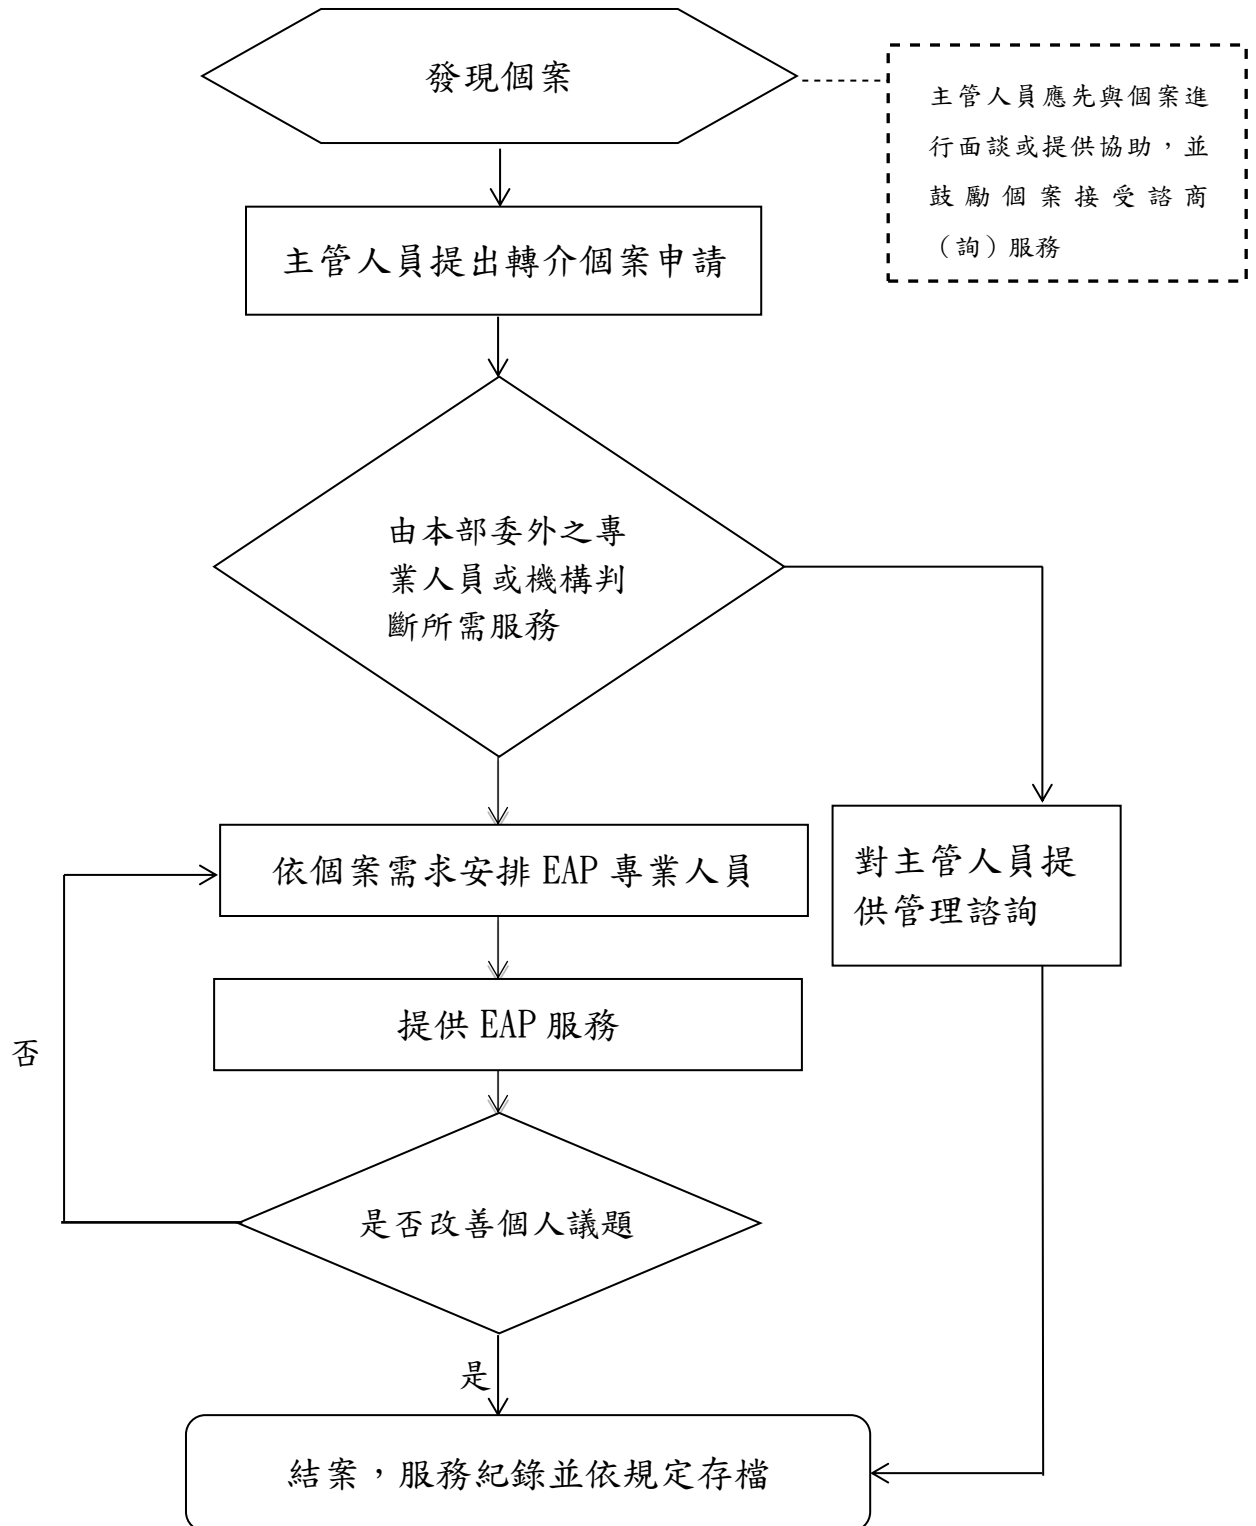 發現個案
主管人員應先與個案進
行面談或提供協助，並
鼓勵個案接受諮商
（詢）服務
主管人員提出轉介個案申請
由本部委外之專
業人員或機構判
斷所需服務
依個案需求安排 EAP 專業人員
對主管人員提
供管理諮詢
提供 EAP 服務
否
是否改善個人議題
是
結案，服務紀錄並依規定存檔